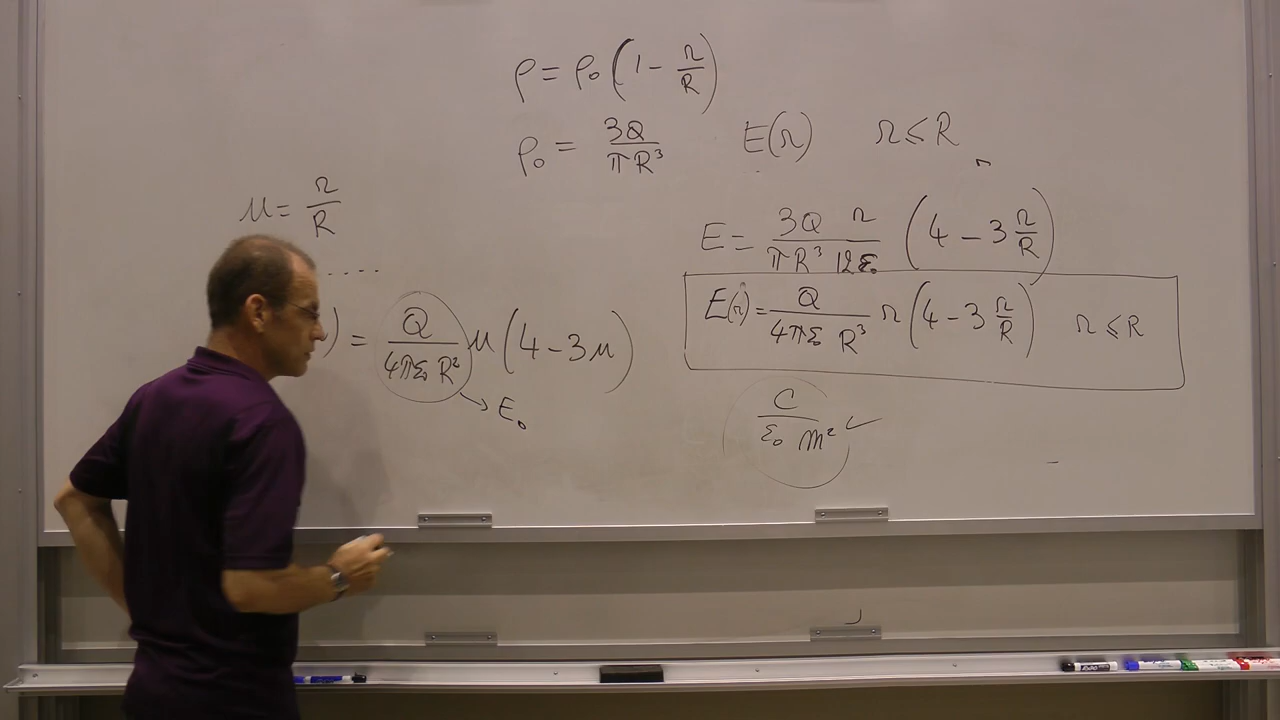 ρ = ρ₀ (1 − r/R)
ρ₀ = 3Q / πR³   E(r)   r ≤ R
u = r/R
E = 3Q r / πR³ 12ε₀ (4 − 3 r/R)
. . . .
E(r) = Q / 4πε₀ R³ r (4 − 3 r/R)   r ≤ R
) = Q / 4πε₀ R² u (4 − 3u)
→ E₀
C / ε₀ m² ✓